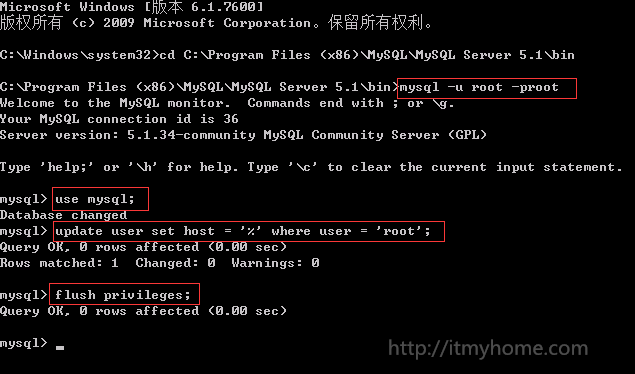 Microsoft Windows [版本 6.1.7600]
版权所有 (c) 2009 Microsoft Corporation。保留所有权利。
C:\Windows\system32>cd C:\Program Files (x86)\MySQL\MySQL Server 5.1\bin
C:\Program Files (x86)\MySQL\MySQL Server 5.1\bin>mysql -u root -proot
Welcome to the MySQL monitor.  Commands end with ; or \g.
Your MySQL connection id is 36
Server version: 5.1.34-community MySQL Community Server (GPL)
Type 'help;' or '\h' for help. Type '\c' to clear the current input statement.
mysql> use mysql;
Database changed
mysql> update user set host = '%' where user = 'root';
Query OK, 0 rows affected (0.00 sec)
Rows matched: 1  Changed: 0  Warnings: 0
mysql> flush privileges;
Query OK, 0 rows affected (0.00 sec)
mysql> _
http://itmyhome.com